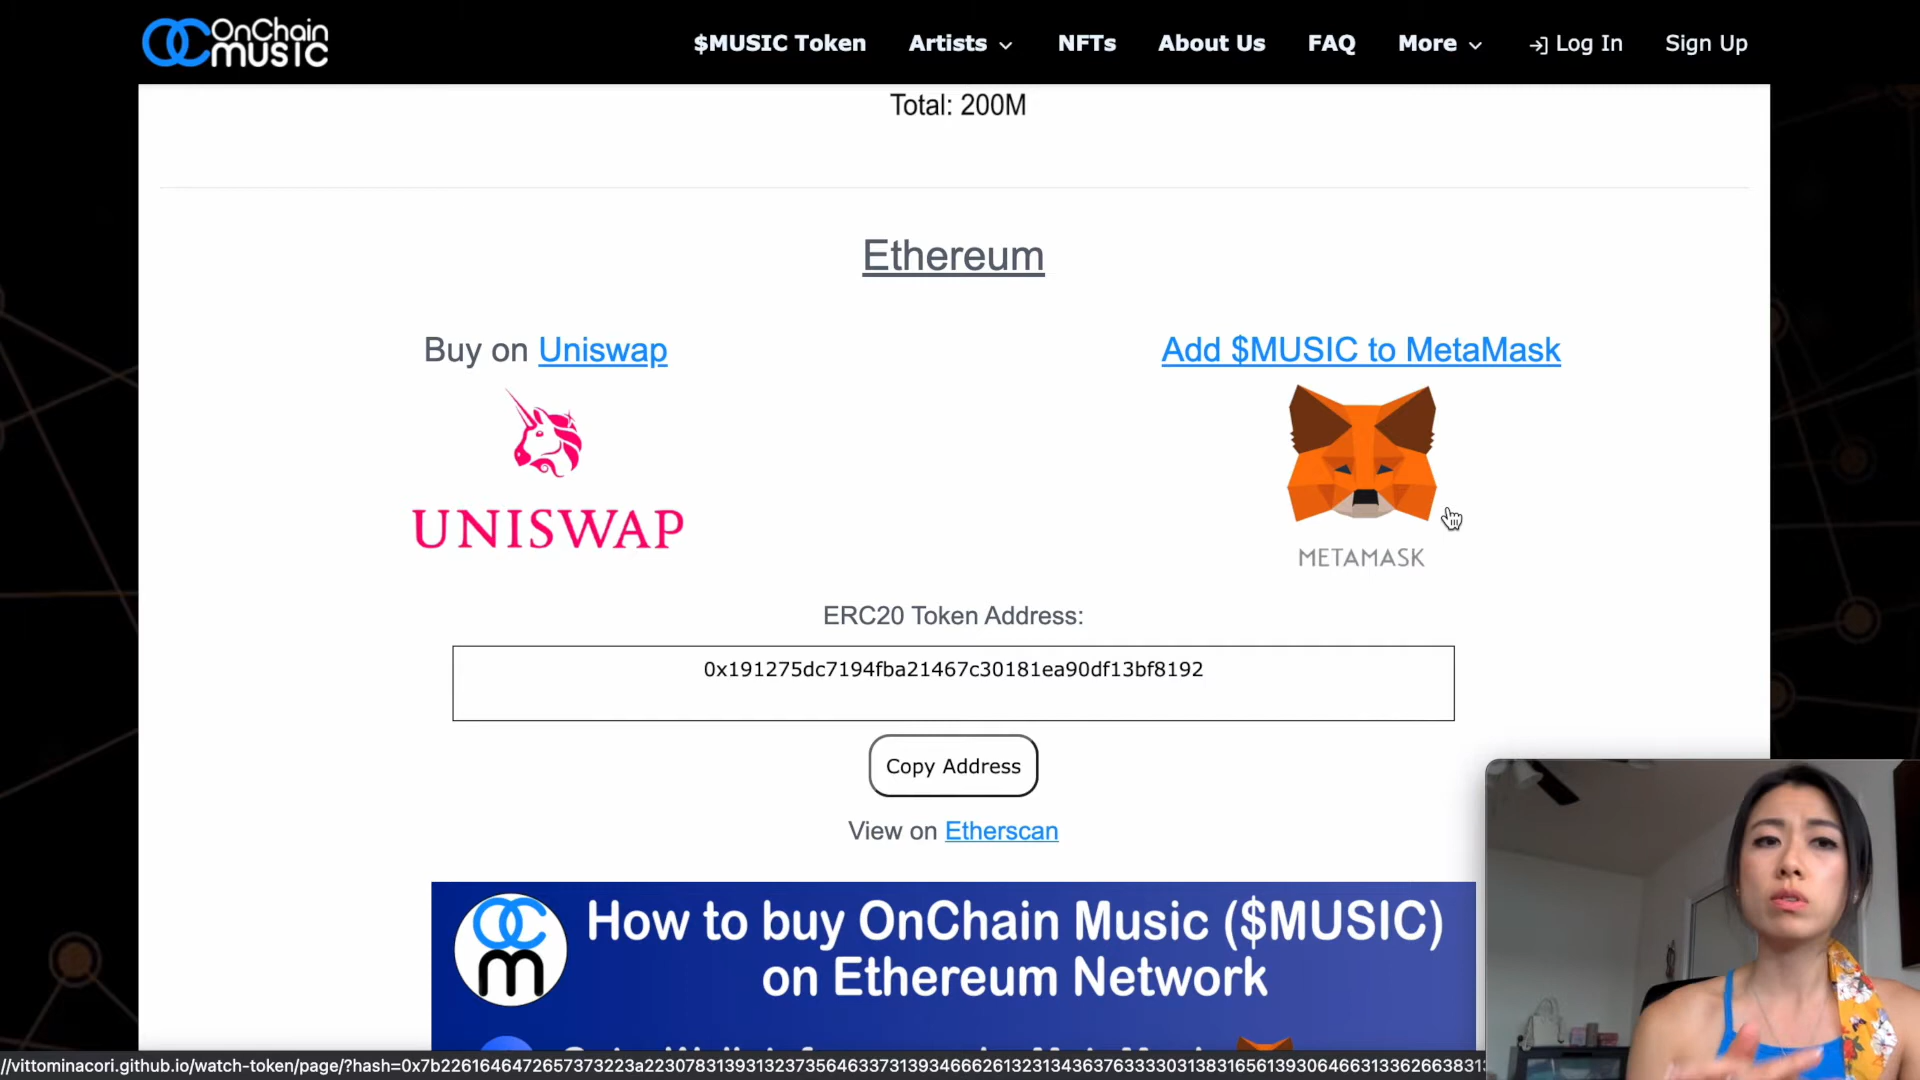 OnChain
MUSIC
$MUSIC Token
Artists
NFTs
About Us
FAQ
More
Log In
Sign Up
Total: 200M
Ethereum
Buy on Uniswap
Add $MUSIC to MetaMask
UNISWAP
METAMASK
ERC20 Token Address:
0x191275dc7194fba21467c30181ea90df13bf8192
Copy Address
View on Etherscan
How to buy OnChain Music ($MUSIC)
on Ethereum Network